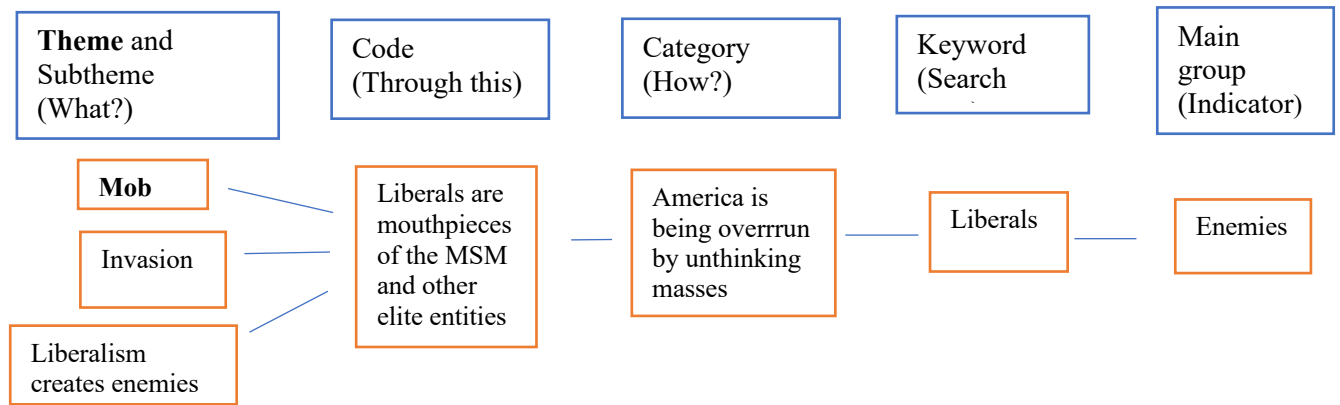 Theme and
Subtheme
(What?)
Code
(Through this)
Category
(How?)
Keyword
(Search
Main
group
(Indicator)
Mob
Invasion
Liberalism
creates enemies
Liberals are
mouthpieces
of the MSM
and other
elite entities
America is
being overrrun
by unthinking
masses
Liberals
Enemies